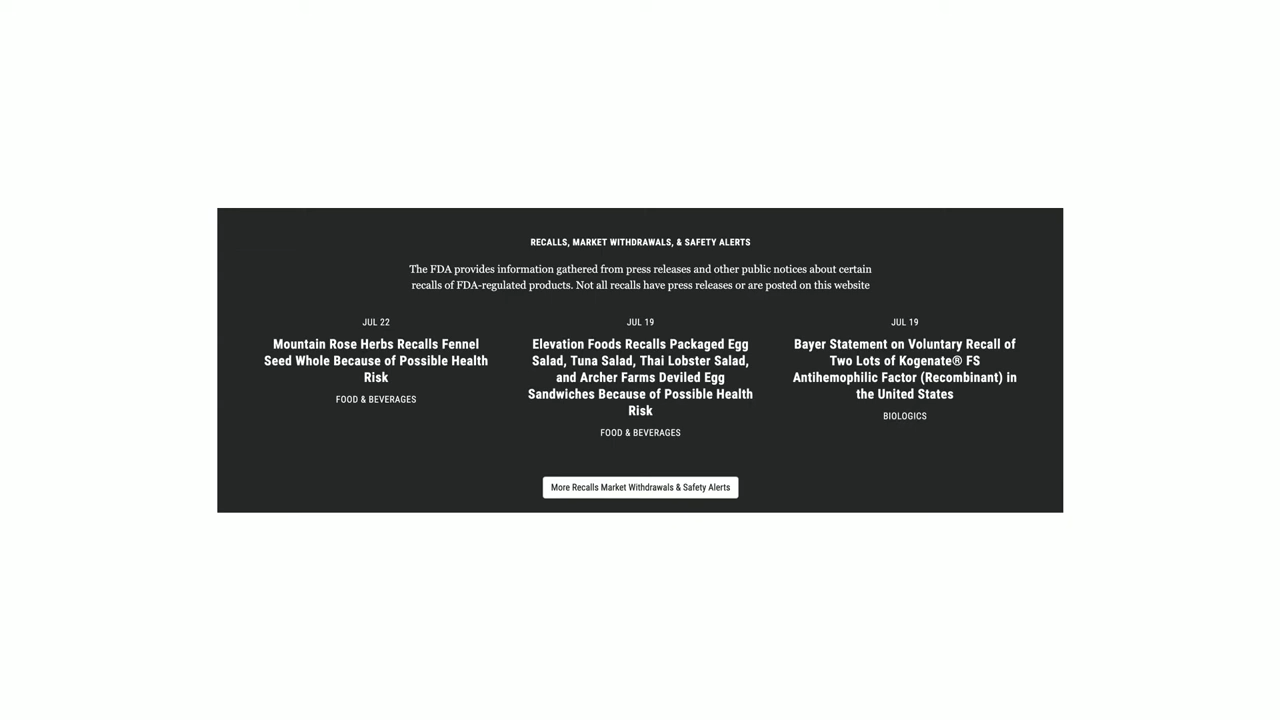 RECALLS, MARKET WITHDRAWALS, & SAFETY ALERTS
The FDA provides information gathered from press releases and other public notices about certain
recalls of FDA-regulated products. Not all recalls have press releases or are posted on this website
JUL 22
Mountain Rose Herbs Recalls Fennel
Seed Whole Because of Possible Health
Risk
FOOD & BEVERAGES
JUL 19
Elevation Foods Recalls Packaged Egg
Salad, Tuna Salad, Thai Lobster Salad,
and Archer Farms Deviled Egg
Sandwiches Because of Possible Health
Risk
FOOD & BEVERAGES
JUL 19
Bayer Statement on Voluntary Recall of
Two Lots of Kogenate® FS
Antihemophilic Factor (Recombinant) in
the United States
BIOLOGICS
More Recalls Market Withdrawals & Safety Alerts